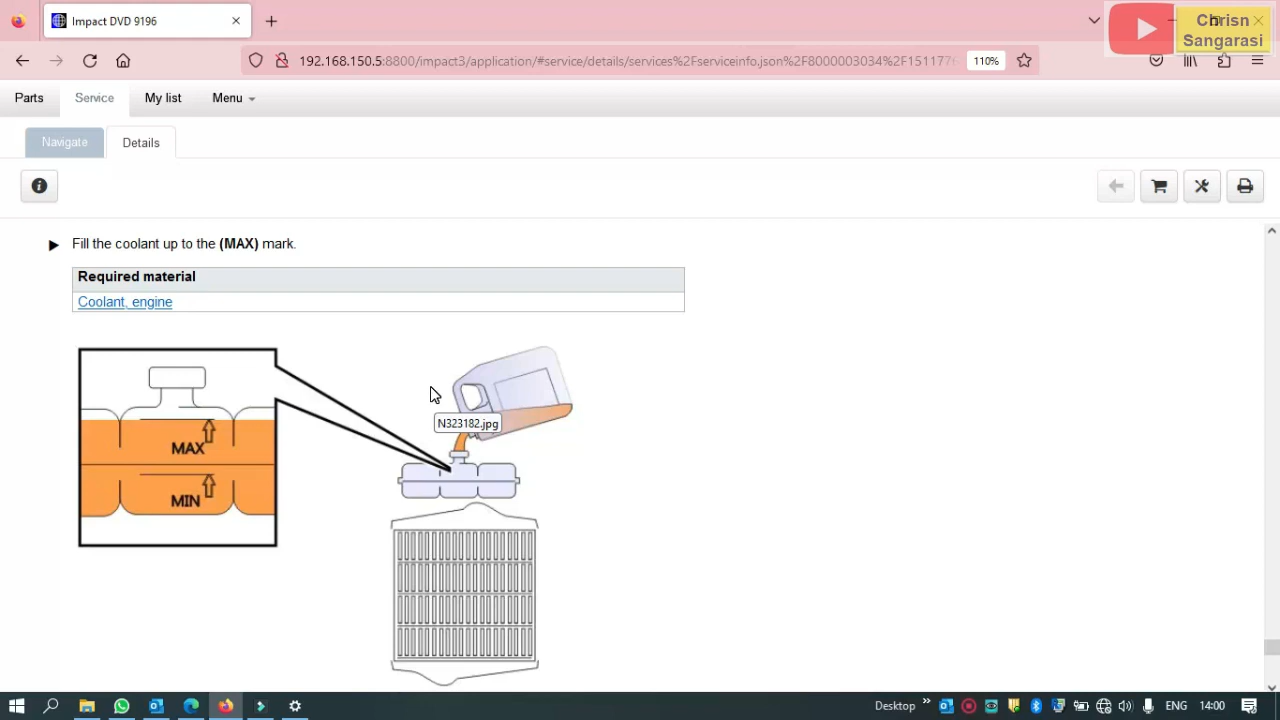 Impact DVD 9196
Chrisn
Sangarasi
192.168.150.5:8800/impact3/application/#service/details/services%2Fserviceinfo.json%2F8000003034%2F151177
110%
Parts
Service
My list
Menu
Navigate
Details
Fill the coolant up to the (MAX) mark.
Required material
Coolant, engine
N323182.jpg
MAX
MIN
Desktop
ENG
14:00